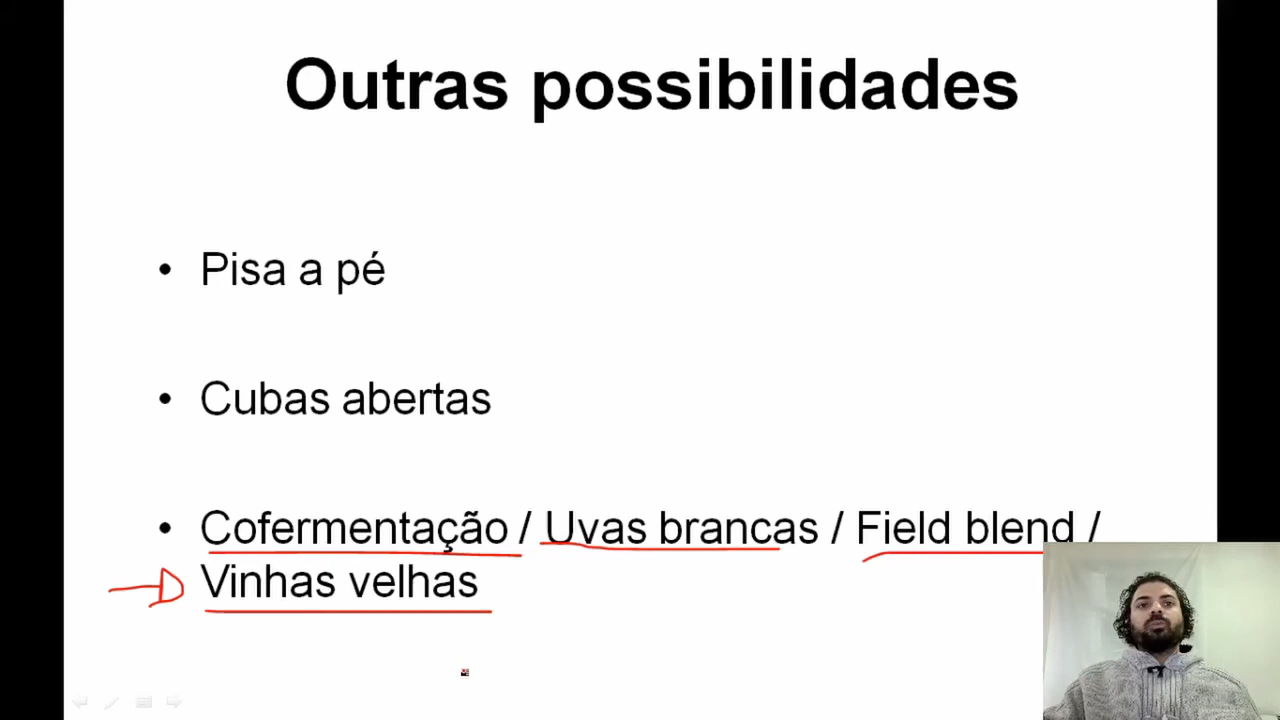 Outras possibilidades
• Pisa a pé
• Cubas abertas
• Cofermentação / Uvas brancas / Field blend /
Vinhas velhas